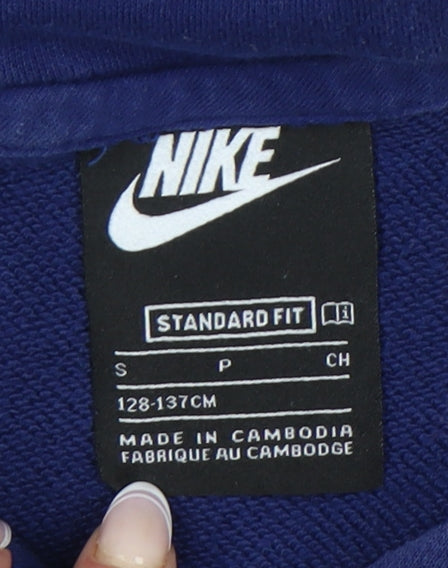 NIKE
STANDARD FIT i
S P CH
128-137CM
MADE IN CAMBODIA
FABRIQUE AU CAMBODGE